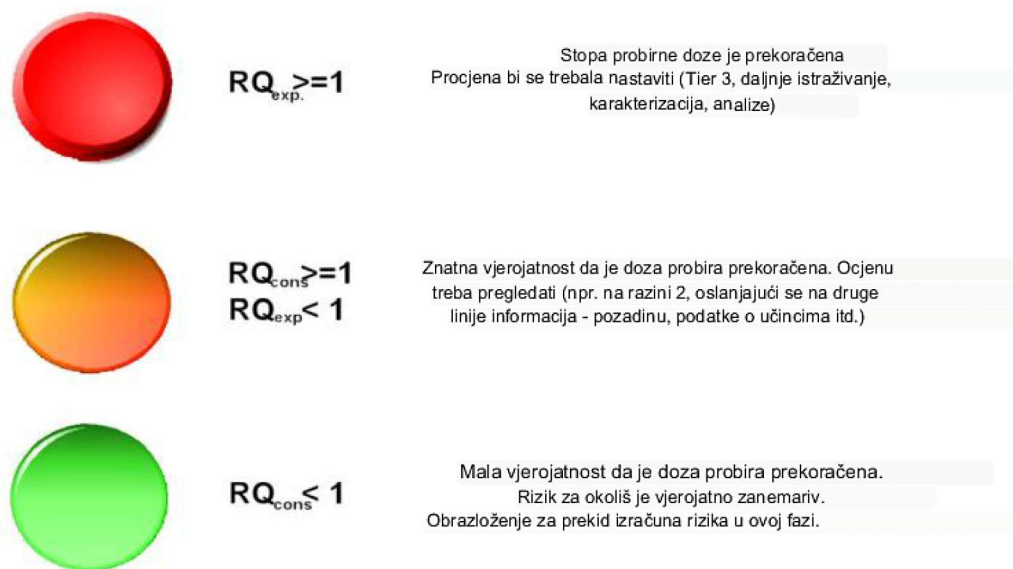 RQexp.>=1
Stopa probirne doze je prekoračena
Procjena bi se trebala nastaviti (Tier 3, daljnje istraživanje,
karakterizacija, analize)
RQcons>=1
RQexp< 1
Znatna vjerojatnost da je doza probira prekoračena. Ocjenu
treba pregledati (npr. na razini 2, oslanjajući se na druge
linije informacija - pozadinu, podatke o učincima itd.)
RQcons< 1
Mala vjerojatnost da je doza probira prekoračena.
Rizik za okoliš je vjerojatno zanemariv.
Obrazloženje za prekid izračuna rizika u ovoj fazi.